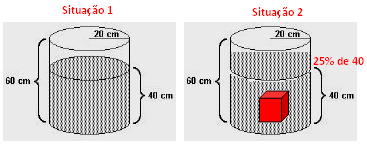 Situação 1
20 cm
60 cm
40 cm
Situação 2
20 cm
25% de 40
60 cm
40 cm